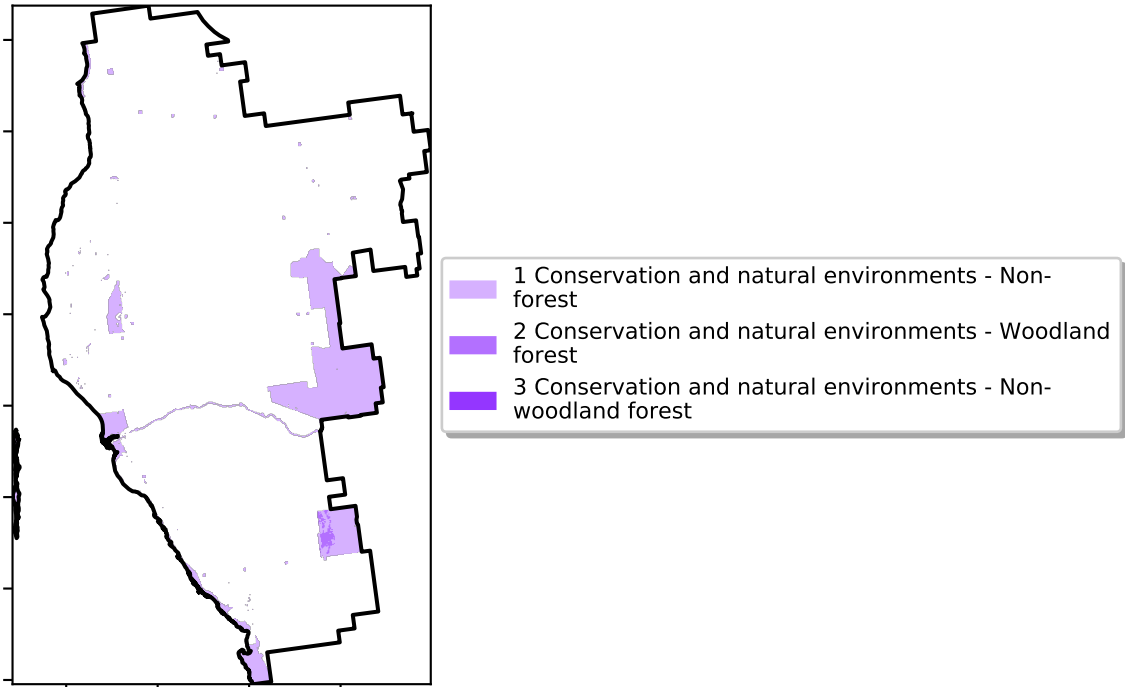 1 Conservation and natural environments - Non-
forest
2 Conservation and natural environments - Woodland
forest
3 Conservation and natural environments - Non-
woodland forest